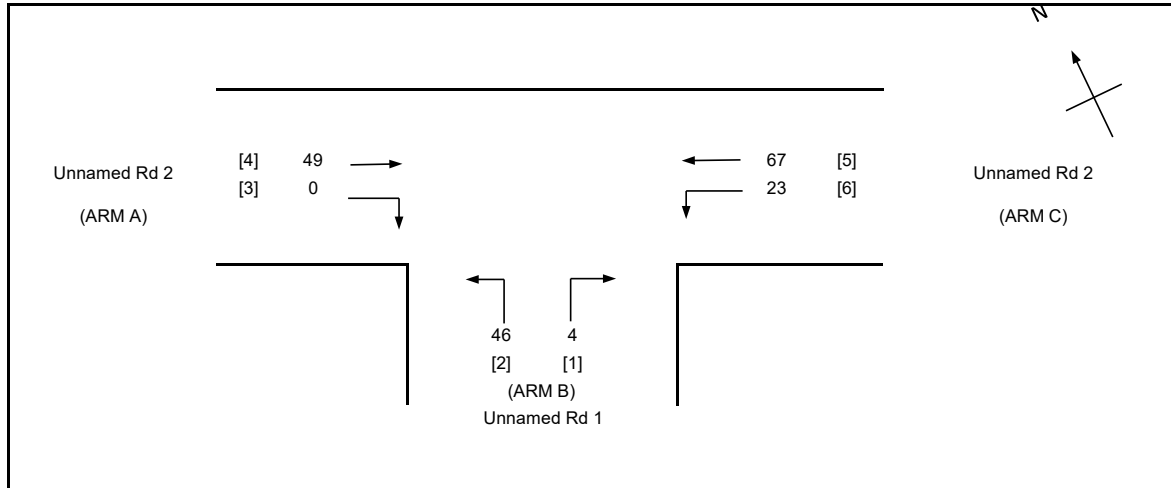 N
[4] 49 67 [5]
Unnamed Rd 2 Unnamed Rd 2
[3] 0 23 [6]
(ARM A) (ARM C)
46 4
[2] [1]
(ARM B)
Unnamed Rd 1